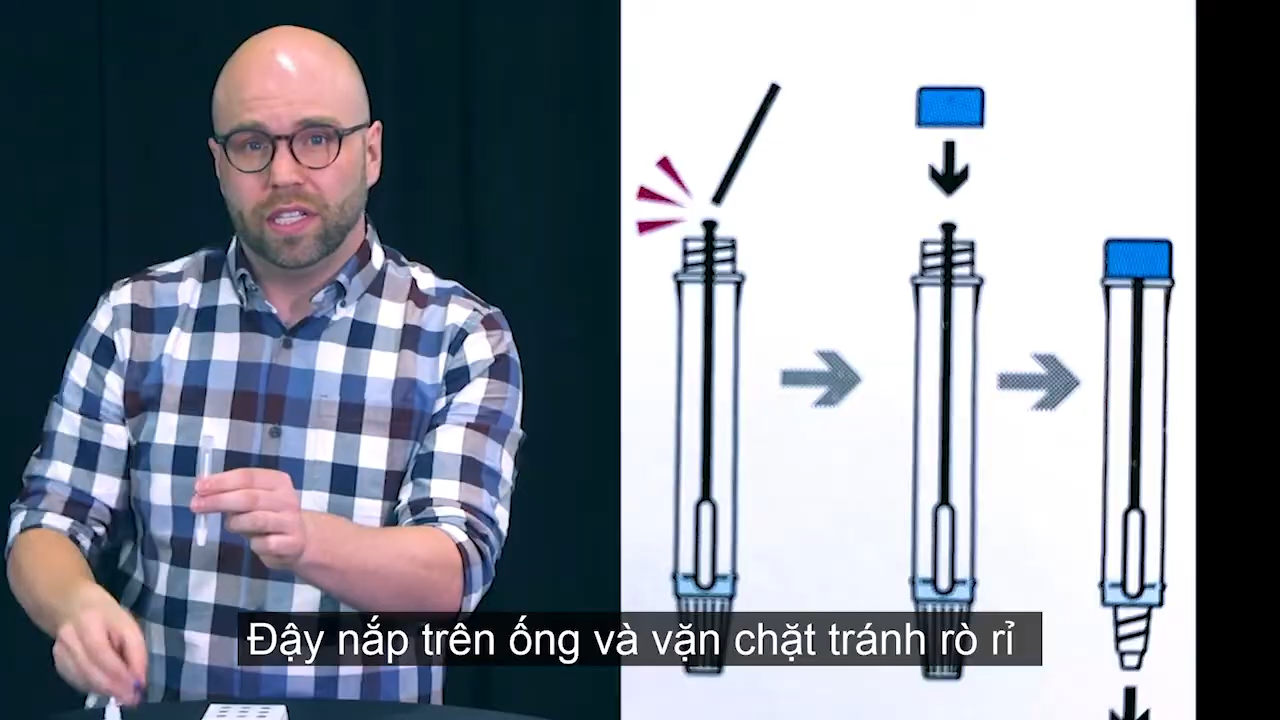 Đậy nắp trên ống và vặn chặt tránh rò rỉ